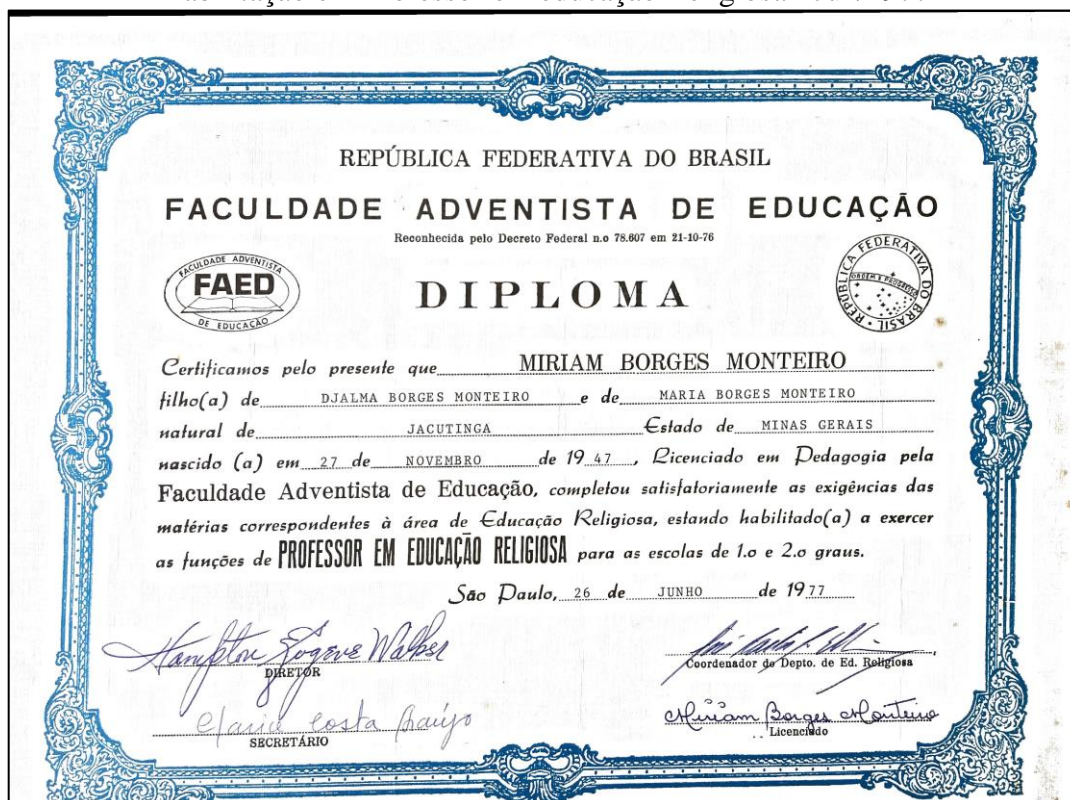 REPÚBLICA FEDERATIVA DO BRASIL
FACULDADE ADVENTISTA DE EDUCAÇÃO
Reconhecida pelo Decreto Federal n.o 78.607 em 21-10-76
FACULDADE ADVENTISTA
FAED
DE EDUCAÇÃO
DIPLOMA
REPÚBLICA FEDERATIVA DO BRASIL
ORDEM E PROGRESSO
Certificamos pelo presente que MIRIAM BORGES MONTEIRO
filho(a) de DJALMA BORGES MONTEIRO e de MARIA BORGES MONTEIRO
natural de JACUTINGA Estado de MINAS GERAIS
nascido (a) em 27 de NOVEMBRO de 19 47, Licenciado em Pedagogia pela
Faculdade Adventista de Educação, completou satisfatoriamente as exigências das
matérias correspondentes à área de Educação Religiosa, estando habilitado(a) a exercer
as funções de PROFESSOR EM EDUCAÇÃO RELIGIOSA para as escolas de 1.o e 2.o graus.
São Paulo, 26 de JUNHO de 1977
Walker
DIRETOR
Coordenador do Depto. de Ed. Religiosa
Costa Araújo
SECRETÁRIO
Miriam Borges Monteiro
Licenciado